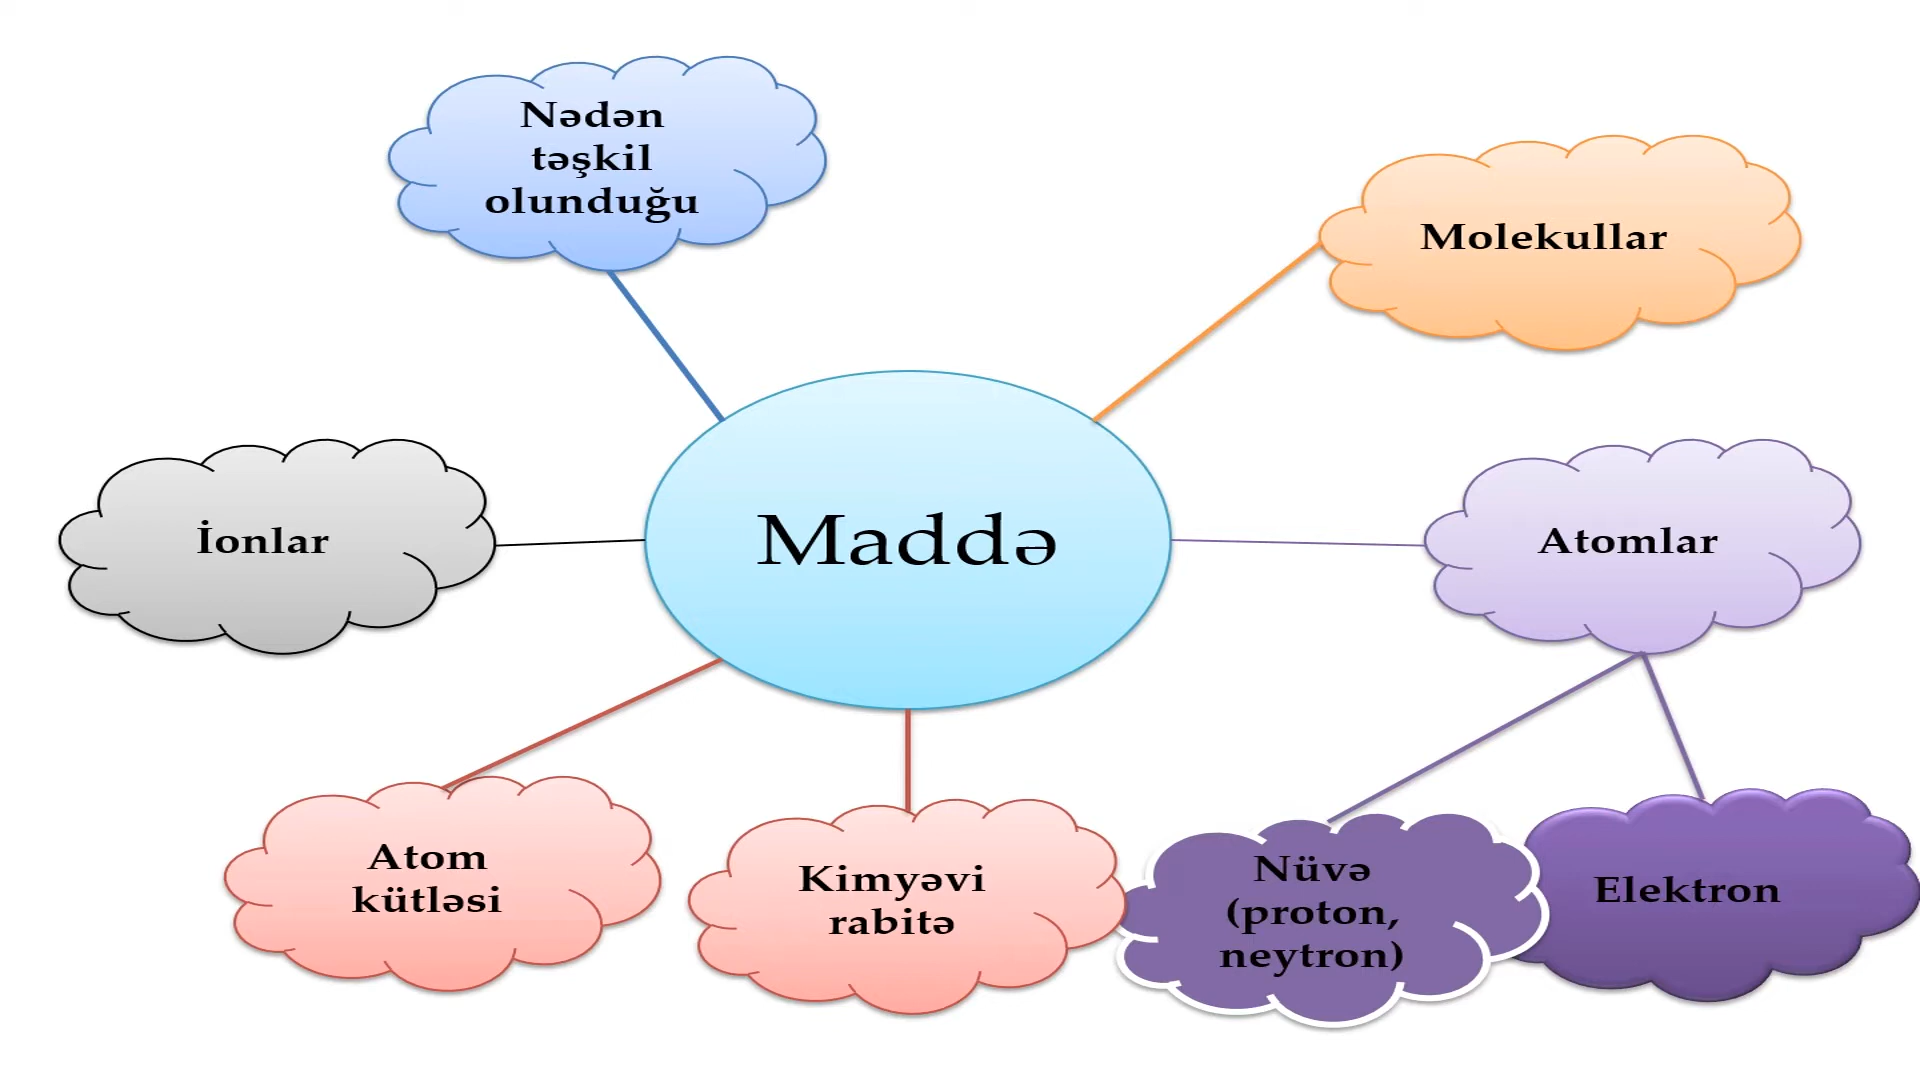 Nədən
təşkil
olunduğu
Molekullar
İonlar
Maddə
Atomlar
Atom
kütləsi
Kimyəvi
rabitə
Nüvə
(proton,
neytron)
Elektron